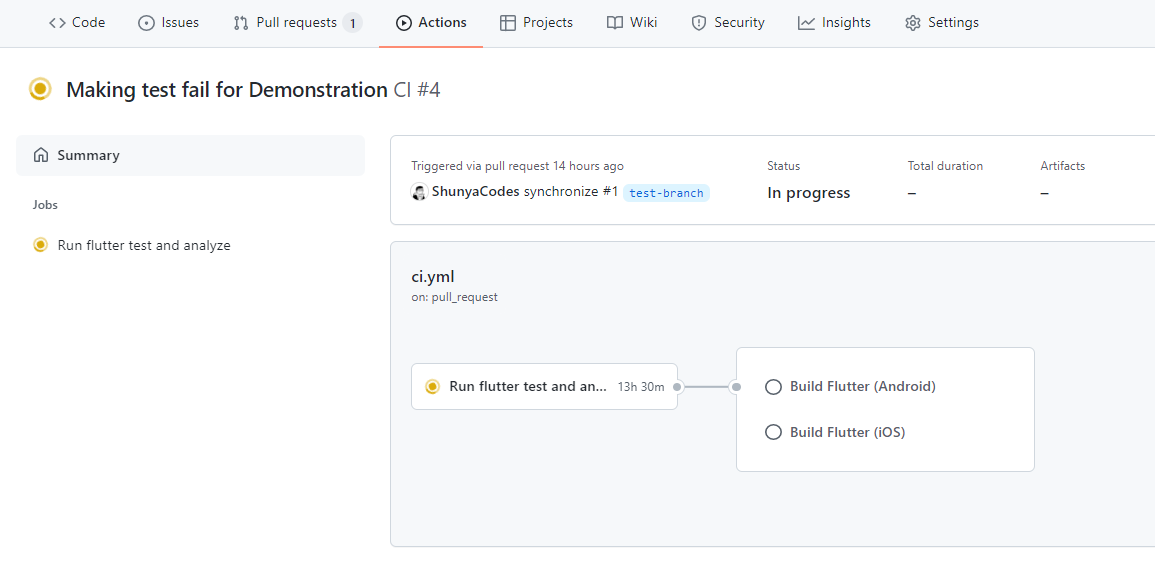 Code Issues Pull requests 1 Actions Projects Wiki Security Insights Settings
Making test fail for Demonstration CI #4
Summary
Jobs
Run flutter test and analyze
Triggered via pull request 14 hours ago
ShunyaCodes synchronize #1 test-branch
Status
In progress
Total duration
–
Artifacts
–
ci.yml
on: pull_request
Run flutter test and an... 13h 30m
Build Flutter (Android)
Build Flutter (iOS)